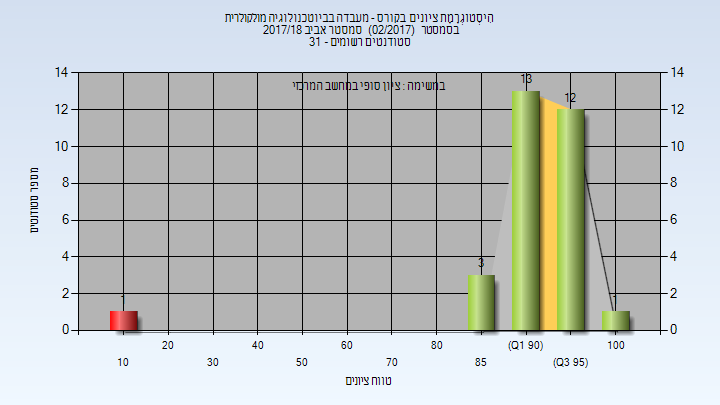 הִיסְטוֹגְרָמַת ציונים בקורס - מעבדה בביוטכנולוגיה מולקולרית
בסמסטר (02/2017) סמסטר אביב 2017/18
סטודנטים רשומים - 31
במשימה : ציון סופי במחשב המרכזי
14 14
13
12 12 12
10 10
8 8
6 6
4 4
3
2 2
1 1
0 0
מספר סטודנטים
20 40 60 80 (Q1 90) 100
10 30 50 70 85 (Q3 95)
טווח ציונים